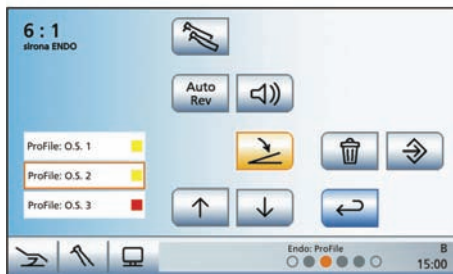 6 : 1
sirona ENDO
Auto
Rev
ProFile: O.S. 1
ProFile: O.S. 2
ProFile: O.S. 3
Endo: ProFile
B
15:00